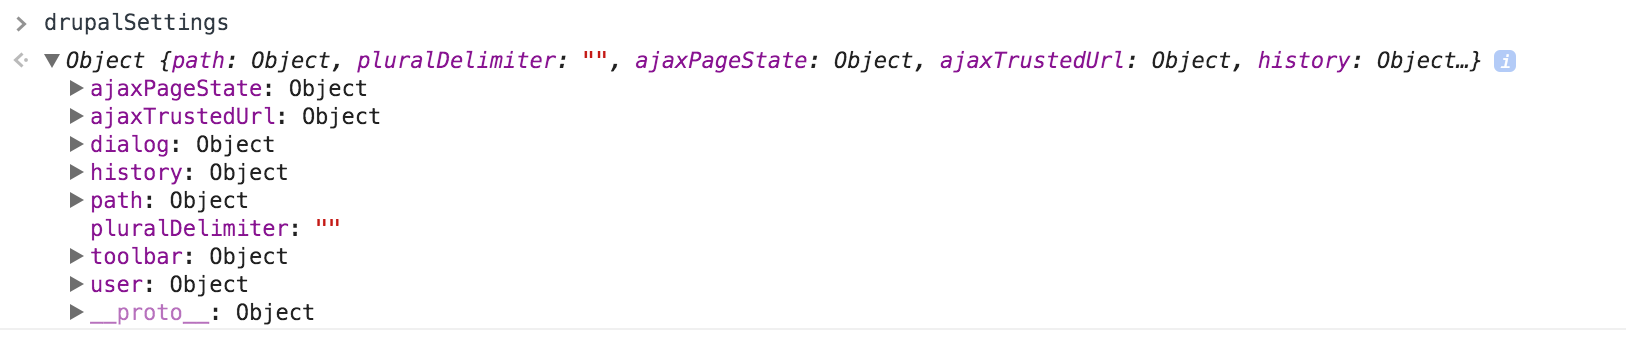 > drupalSettings
Object {path: Object, pluralDelimiter: "", ajaxPageState: Object, ajaxTrustedUrl: Object, history: Object…} i
ajaxPageState: Object
ajaxTrustedUrl: Object
dialog: Object
history: Object
path: Object
pluralDelimiter: ""
toolbar: Object
user: Object
__proto__: Object